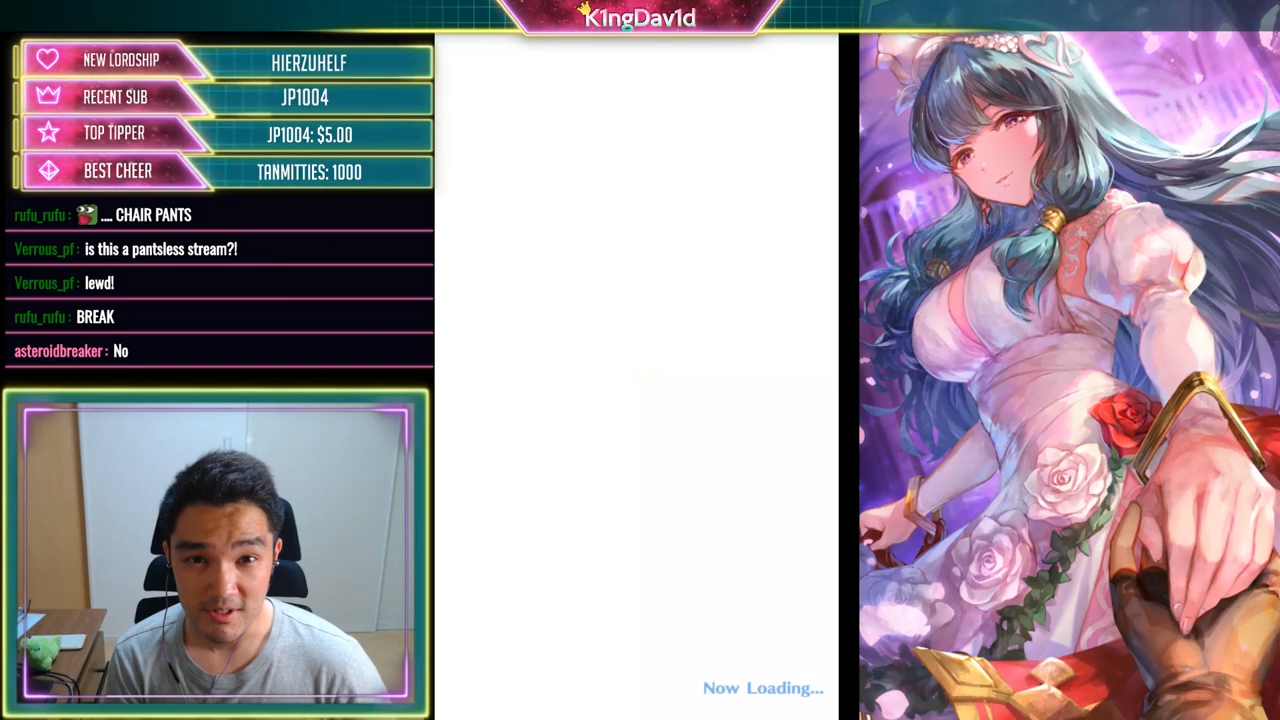 K1ngDav1d
NEW LORDSHIP HIERZUHELF
RECENT SUB JP1004
TOP TIPPER JP1004: $5.00
BEST CHEER TANMITTIES: 1000
rufu_rufu : .... CHAIR PANTS
Verrous_pf : is this a pantsless stream?!
Verrous_pf : lewd!
rufu_rufu : BREAK
asteroidbreaker : No
Now Loading...